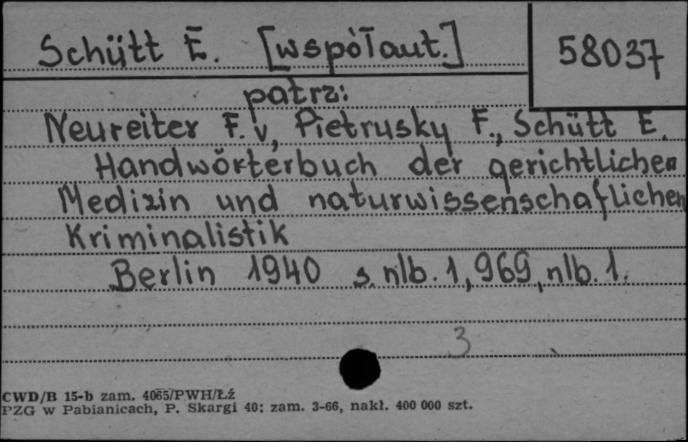 Schütt E. [współaut.]
58037
patrz:
Neureiter F. v, Pietrusky F., Schütt E.
Handwörterbuch der gerichtlichen
Medizin und naturwissenschaflichen
Kriminalistik
Berlin 1940 s. nlb. 1, 969, nlb. 1.
3
CWD/B 15-b zam. 4065/PWH/Łź
PZG w Pabianicach, P. Skargi 40; zam. 3-66, nakł. 400 000 szt.